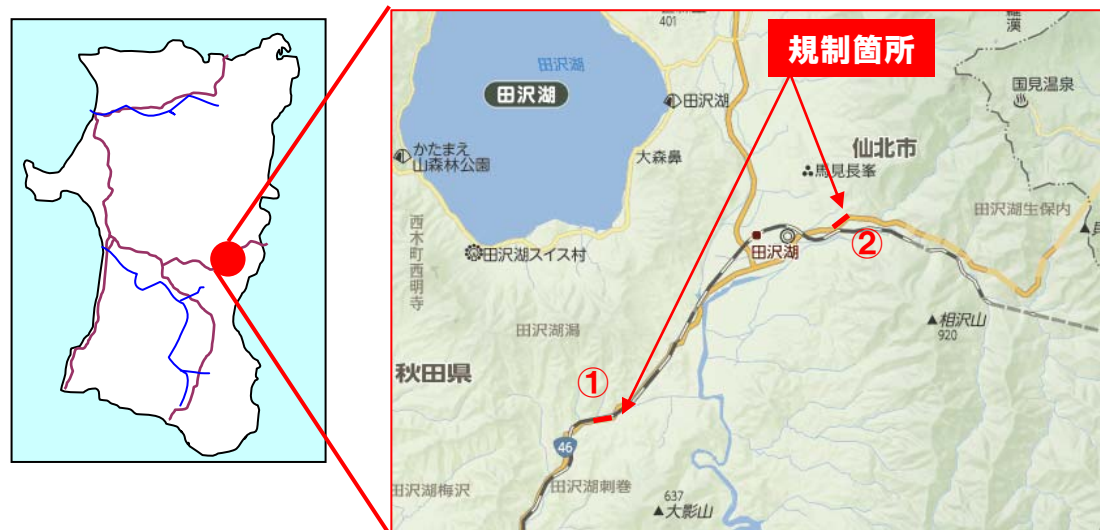 401
羅漢
規制箇所
田沢湖
田沢湖
田沢湖
国見温泉
かたまえ
山森林公園
大森鼻
仙北市
馬見長峯
田沢湖生保内
西木町西明寺
田沢湖スイス村
田沢湖
②
相沢山
920
田沢湖潟
秋田県
①
46
田沢湖梅沢
田沢湖刺巻
637
大影山